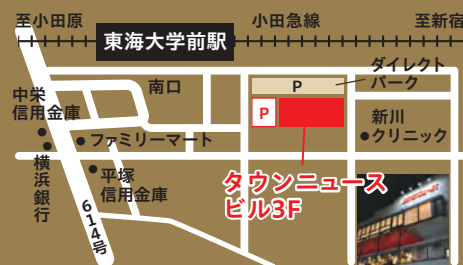 至小田原
小田急線
至新宿
東海大学前駅
ダイレクト
パーク
南口
P
中栄
信用金庫
P
新川
クリニック
ファミリーマート
横浜銀行
平塚
信用金庫
タウンニュース
ビル3F
614号